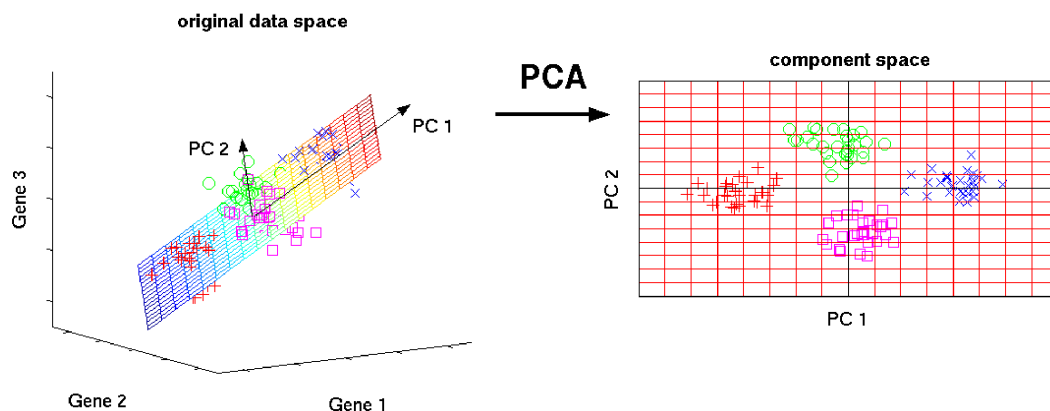 original data space
PC 1
PC 2
Gene 3
Gene 2
Gene 1
PCA
component space
PC 2
PC 1